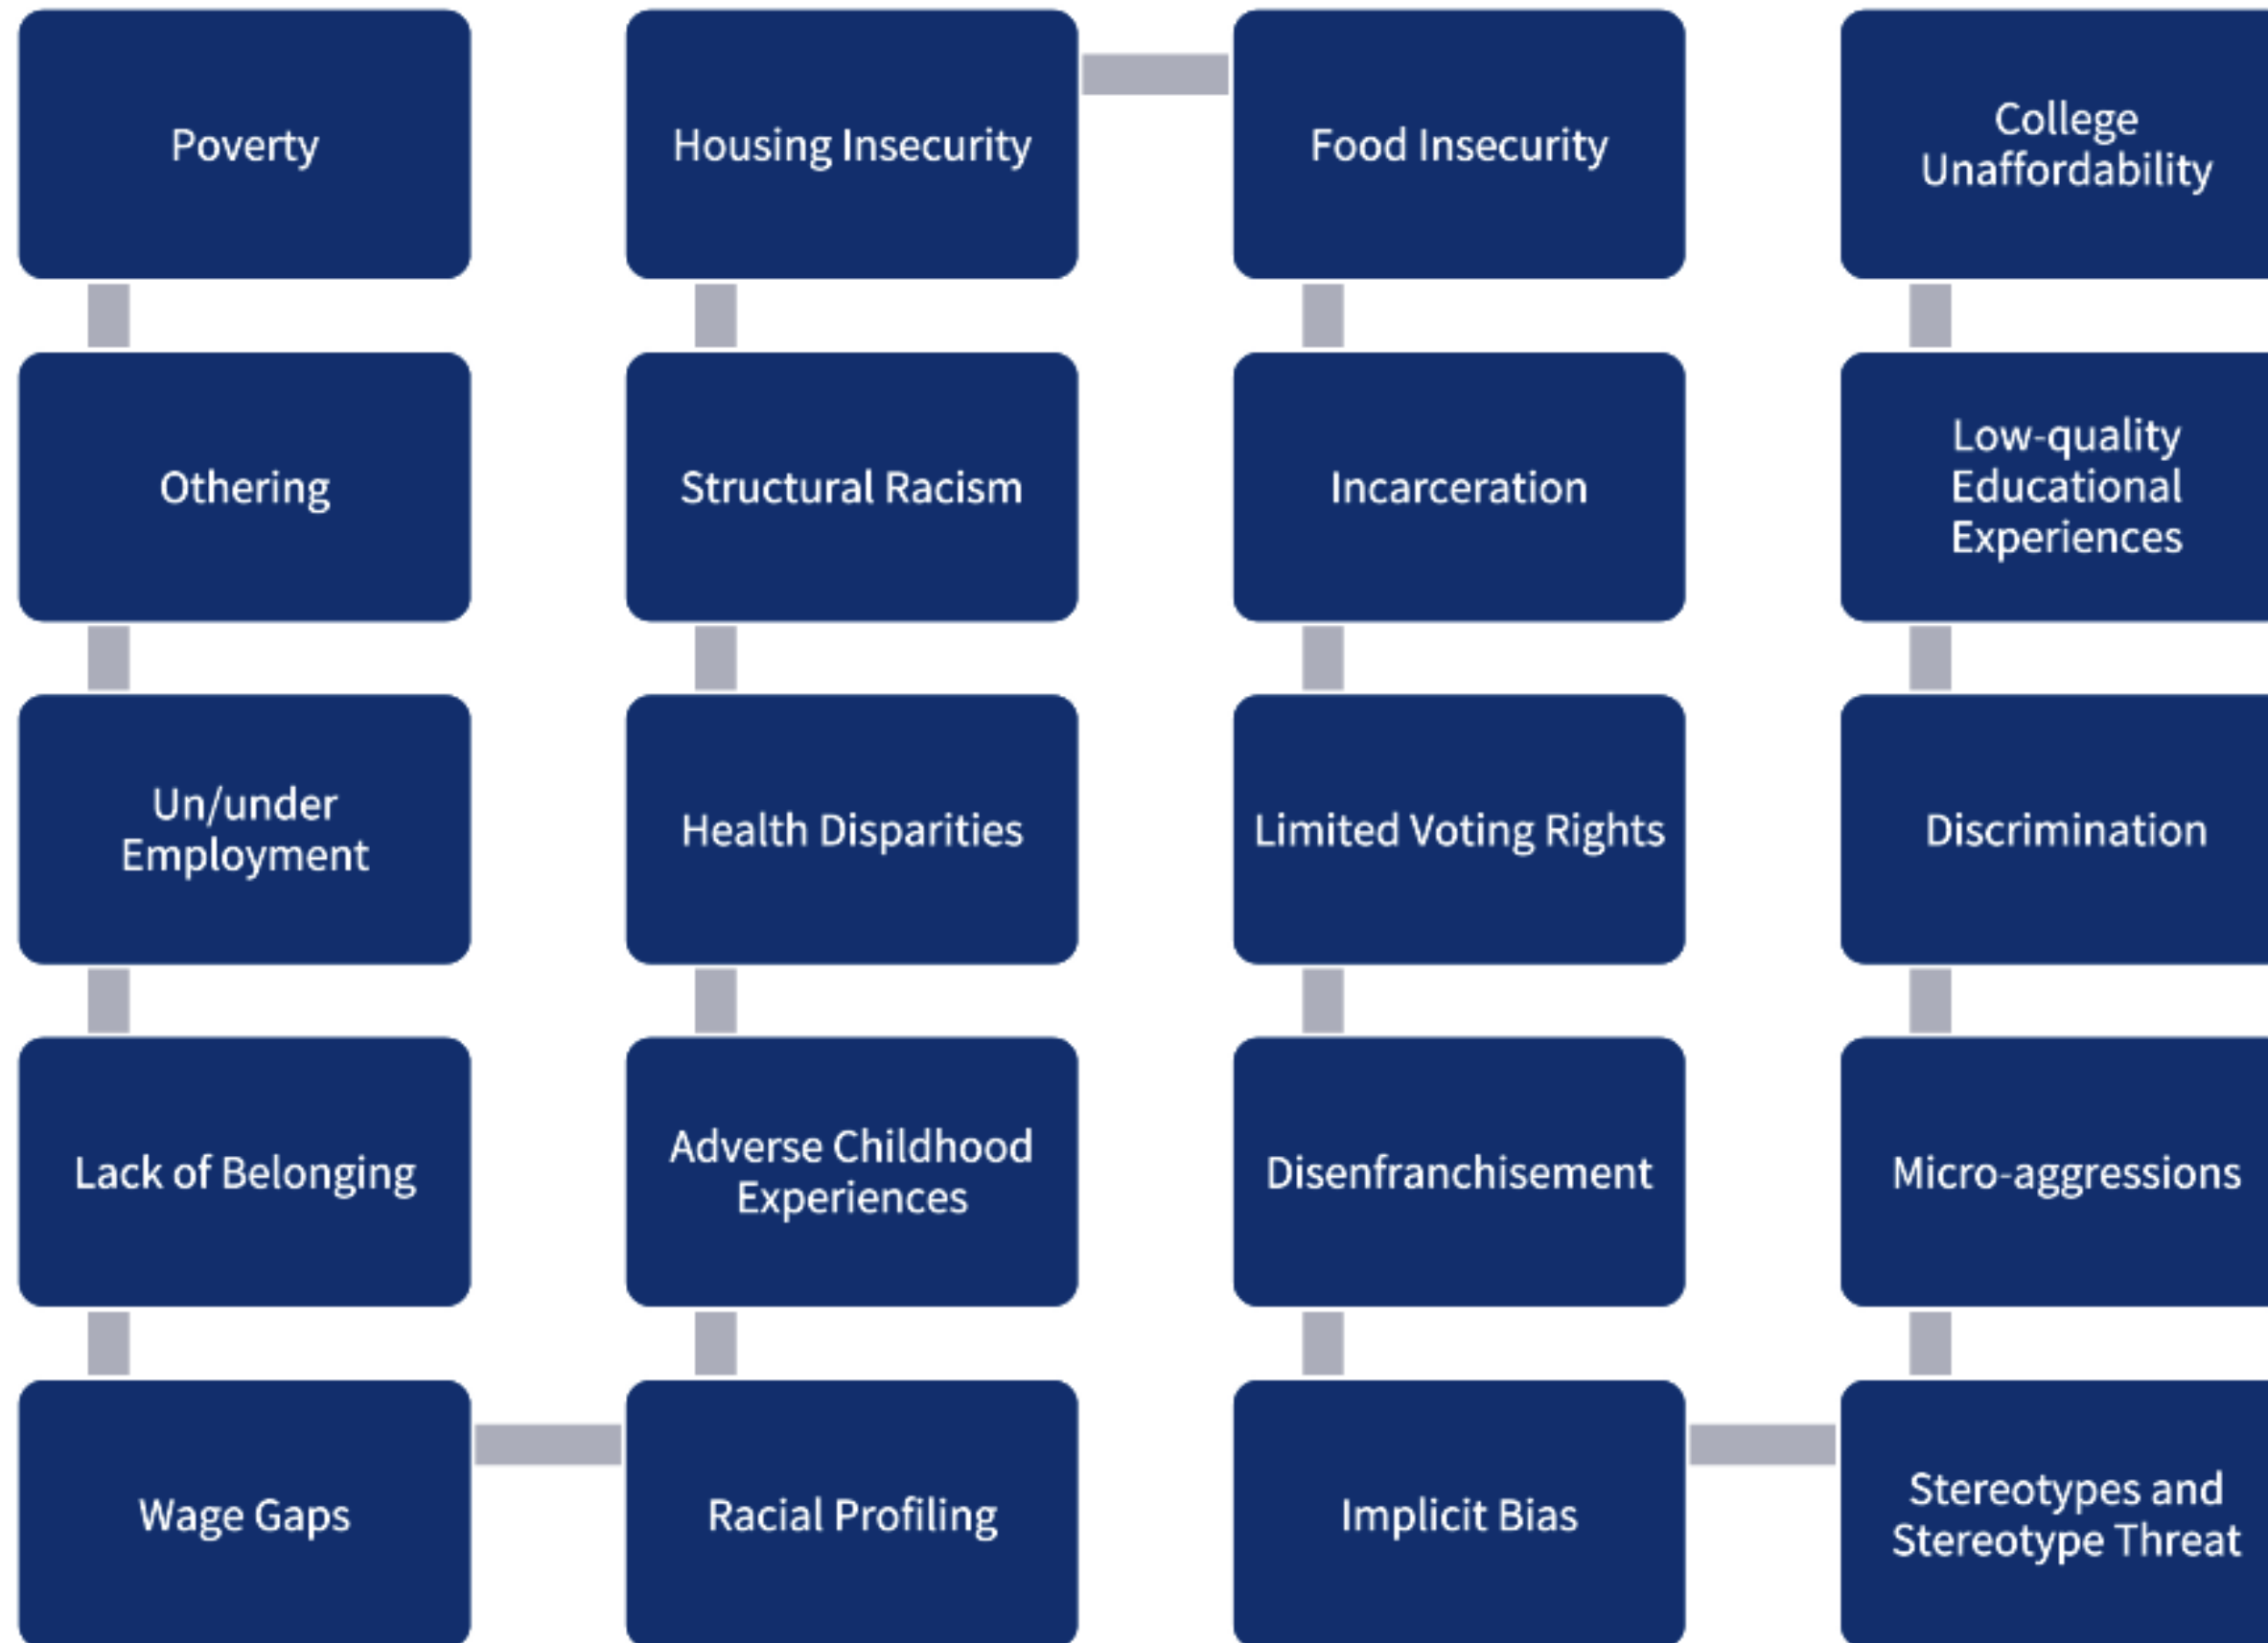 Poverty
Othering
Un/under
Employment
Lack of Belonging
Wage Gaps
Racial Profiling
Adverse Childhood
Experiences
Health Disparities
Structural Racism
Housing Insecurity
Food Insecurity
Incarceration
Limited Voting Rights
Disenfranchisement
Implicit Bias
Stereotypes and
Stereotype Threat
Micro-aggressions
Discrimination
Low-quality
Educational
Experiences
College
Unaffordability